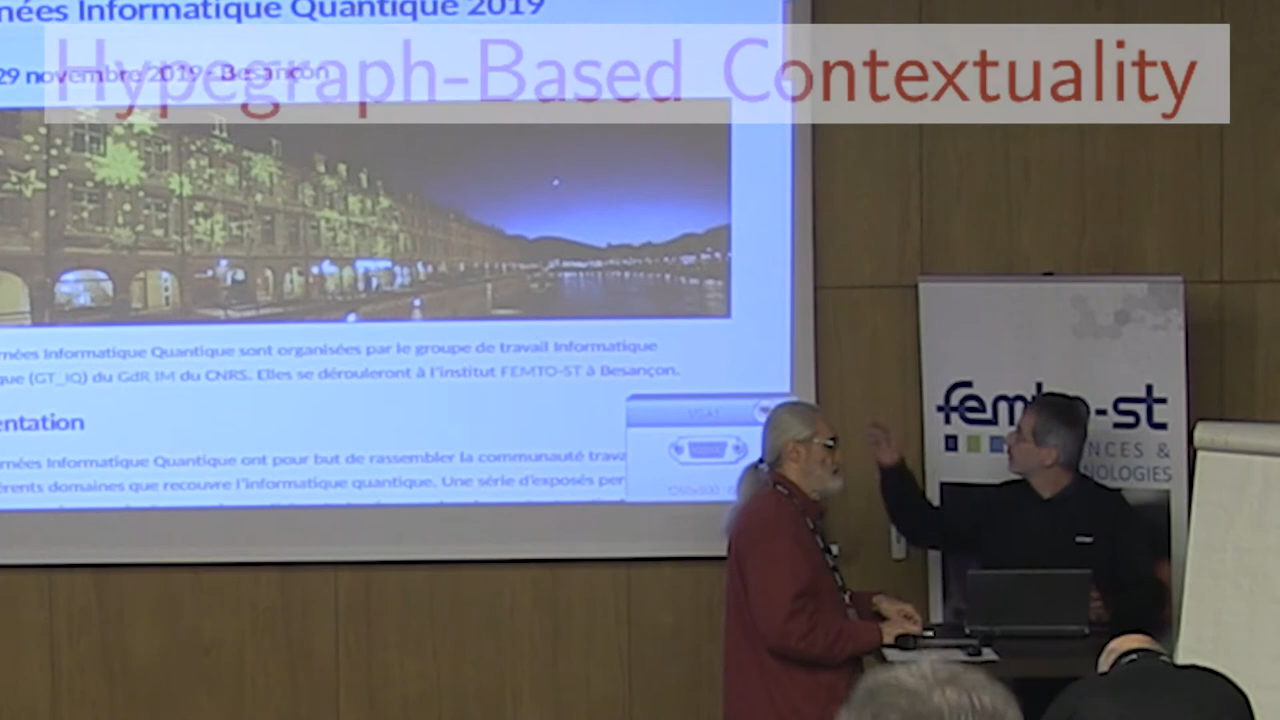 nées Informatique Quantique 2019
Hypegraph-Based Contextuality
29 novembre 2019- Besançon
rnées Informatique Quantique sont organisées par le groupe de travail Informatique
que (GT_IQ) du GdR IM du CNRS. Elles se dérouleront à l'institut FEMTO-ST à Besançon.
entation
rnées Informatique Quantique ont pour but de rassembler la communauté trava
érents domaines que recouvre l'informatique quantique. Une série d'exposés per
VGA1
femto-st
NCES &
NOLOGIES